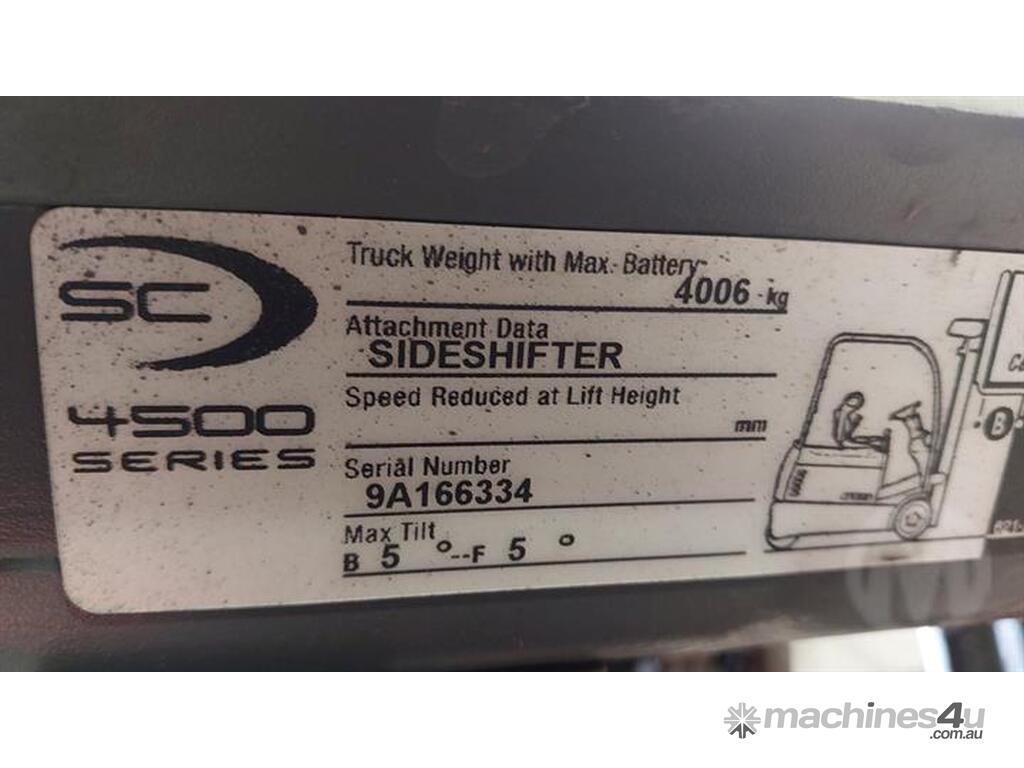 SC
4500
SERIES
Truck Weight with Max. Battery
4006 kg
Attachment Data
SIDESHIFTER
Speed Reduced at Lift Height
mm
Serial Number
9A166334
Max Tilt
B 5 ° -- F 5 °
B
machines4u
.com.au